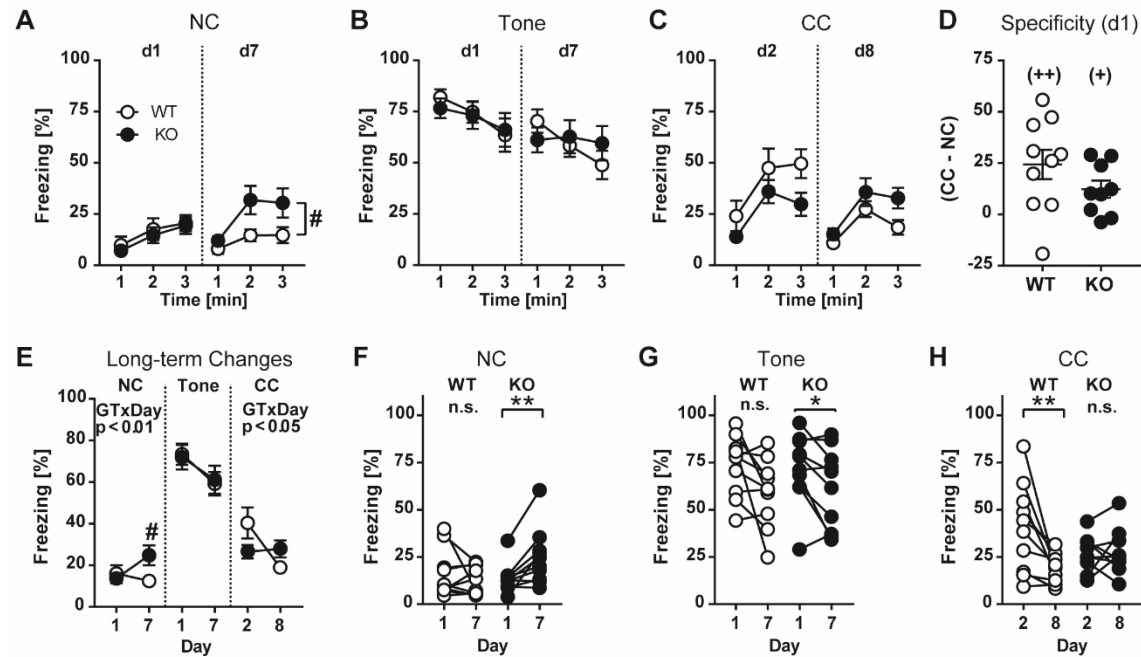 A
NC
d1
d7
Freezing [%]
100
75
50
25
0
WT
KO
#
1 2 3 1 2 3
Time [min]
B
Tone
d1
d7
Freezing [%]
100
75
50
25
0
1 2 3 1 2 3
Time [min]
C
CC
d2
d8
Freezing [%]
100
75
50
25
0
1 2 3 1 2 3
Time [min]
D
Specificity (d1)
(CC - NC)
75
50
25
0
-25
(++) (+)
WT KO
E
Long-term Changes
NC Tone CC
GTxDay GTxDay
p<0.01 p<0.05
Freezing [%]
100
80
60
40
20
0
#
1 7 1 7 2 8
Day
F
NC
WT KO
n.s. **
Freezing [%]
100
75
50
25
0
1 7 1 7
Day
G
Tone
WT KO
n.s. *
Freezing [%]
100
75
50
25
0
1 7 1 7
Day
H
CC
WT KO
** n.s.
Freezing [%]
100
75
50
25
0
2 8 2 8
Day